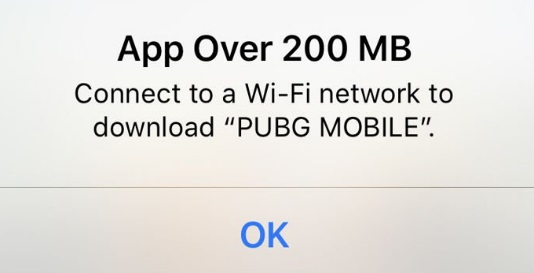 App Over 200 MB
Connect to a Wi-Fi network to
download “PUBG MOBILE”.
OK